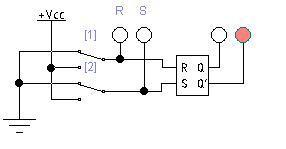 R S
+Vcc
[1]
[2]
R Q
S Q'